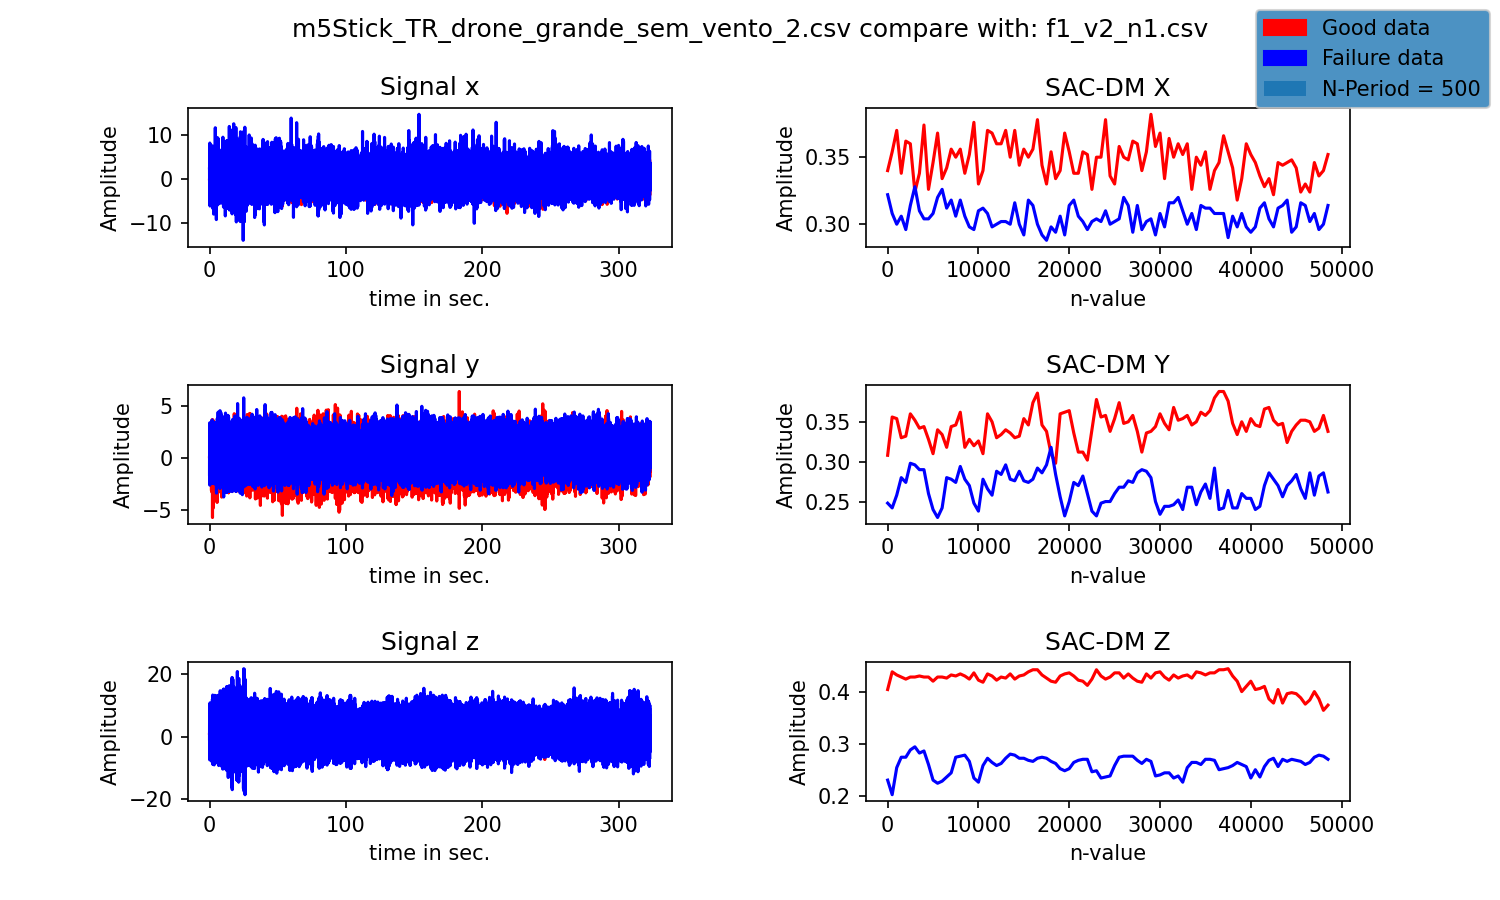 m5Stick_TR_drone_grande_sem_vento_2.csv compare with: f1_v2_n1.csv
Good data
Failure data
N-Period = 500
Signal x
Amplitude
10
0
−10
0 100 200 300
time in sec.
SAC-DM X
Amplitude
0.35
0.30
0 10000 20000 30000 40000 50000
n-value
Signal y
Amplitude
5
0
−5
0 100 200 300
time in sec.
SAC-DM Y
Amplitude
0.35
0.30
0.25
0 10000 20000 30000 40000 50000
n-value
Signal z
Amplitude
20
0
−20
0 100 200 300
time in sec.
SAC-DM Z
Amplitude
0.4
0.3
0.2
0 10000 20000 30000 40000 50000
n-value